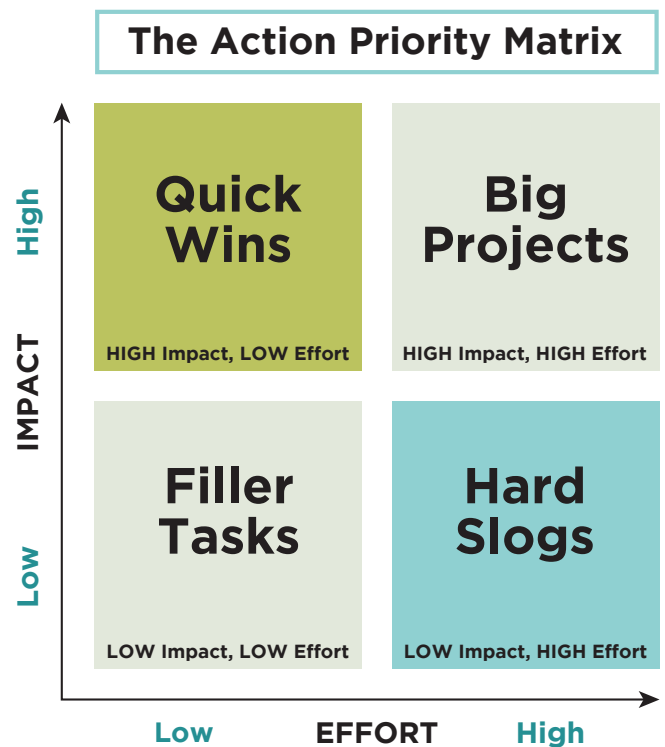 The Action Priority Matrix
High
IMPACT
Low
Quick
Wins
HIGH Impact, LOW Effort
Big
Projects
HIGH Impact, HIGH Effort
Filler
Tasks
LOW Impact, LOW Effort
Hard
Slogs
LOW Impact, HIGH Effort
Low
EFFORT
High